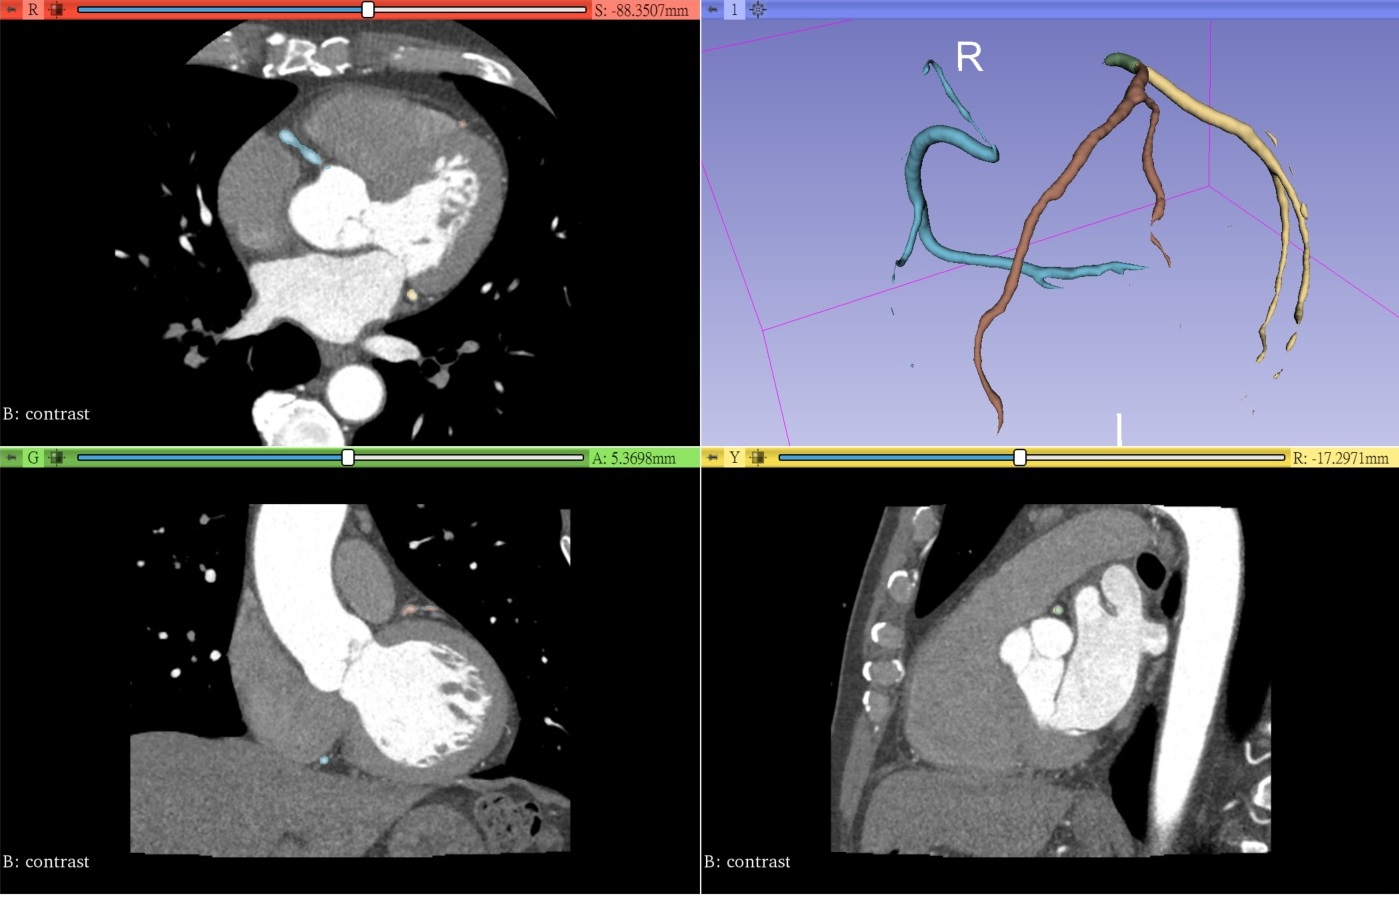 R S: -88.3507mm
1
R
I
B: contrast
G A: 5.3698mm
Y R: -17.2971mm
B: contrast
B: contrast